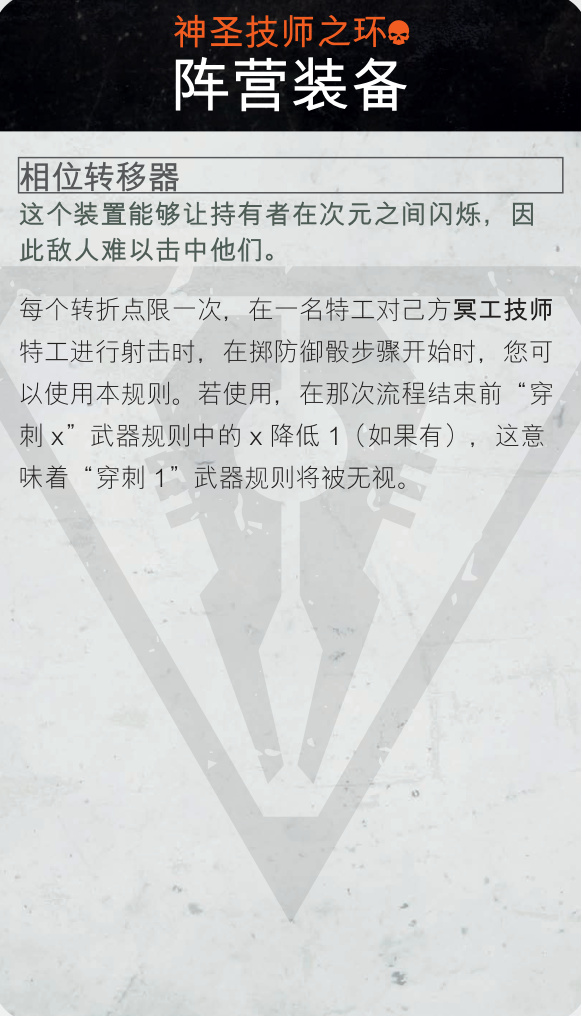 神圣技师之环
阵营装备
相位转移器
这个装置能够让持有者在次元之间闪烁，因
此敌人难以击中他们。
每个转折点限一次，在一名特工对己方冥工技师
特工进行射击时，在掷防御骰步骤开始时，您可
以使用本规则。若使用，在那次流程结束前“穿
刺 x”武器规则中的 x 降低 1（如果有），这意
味着“穿刺 1”武器规则将被无视。